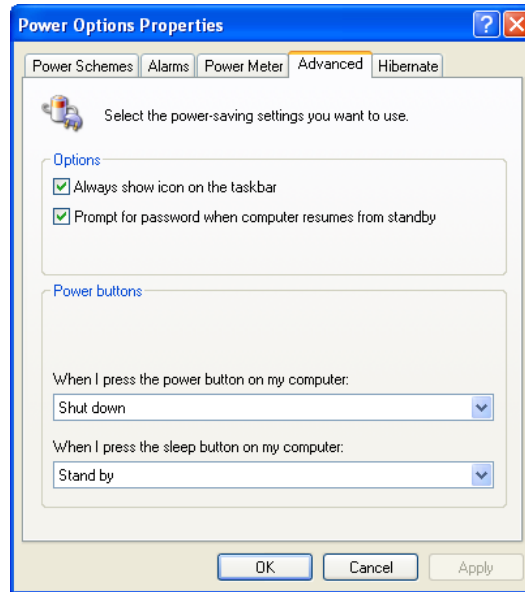 Power Options Properties
Power Schemes Alarms Power Meter Advanced Hibernate
Select the power-saving settings you want to use.
Options
Always show icon on the taskbar
Prompt for password when computer resumes from standby
Power buttons
When I press the power button on my computer:
Shut down
When I press the sleep button on my computer:
Stand by
OK Cancel Apply